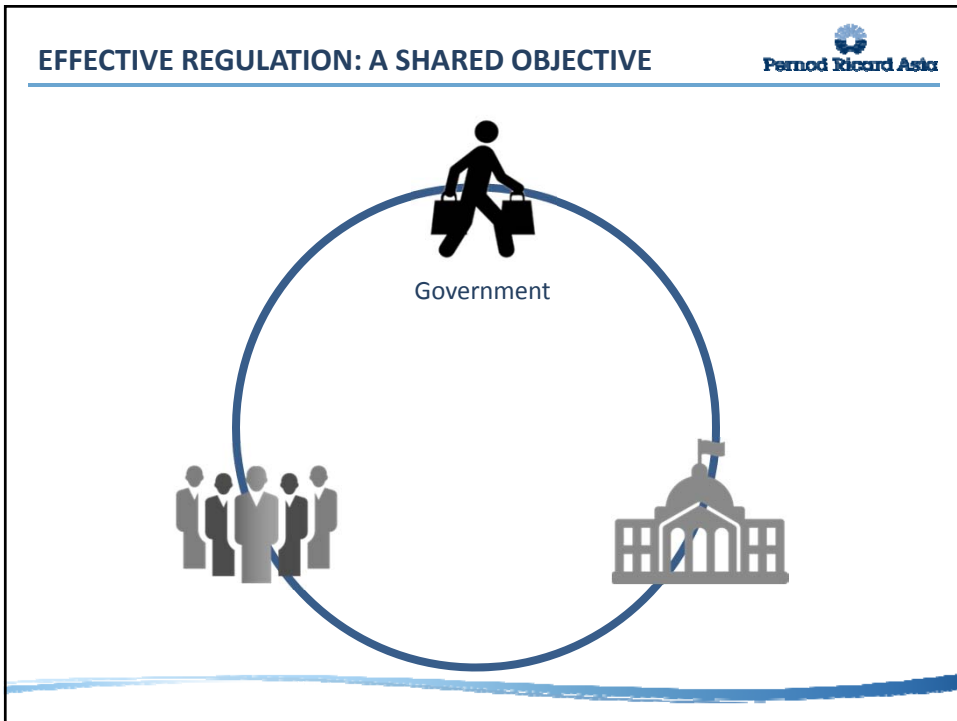 EFFECTIVE REGULATION: A SHARED OBJECTIVE
Pernod Ricard Asia
Government